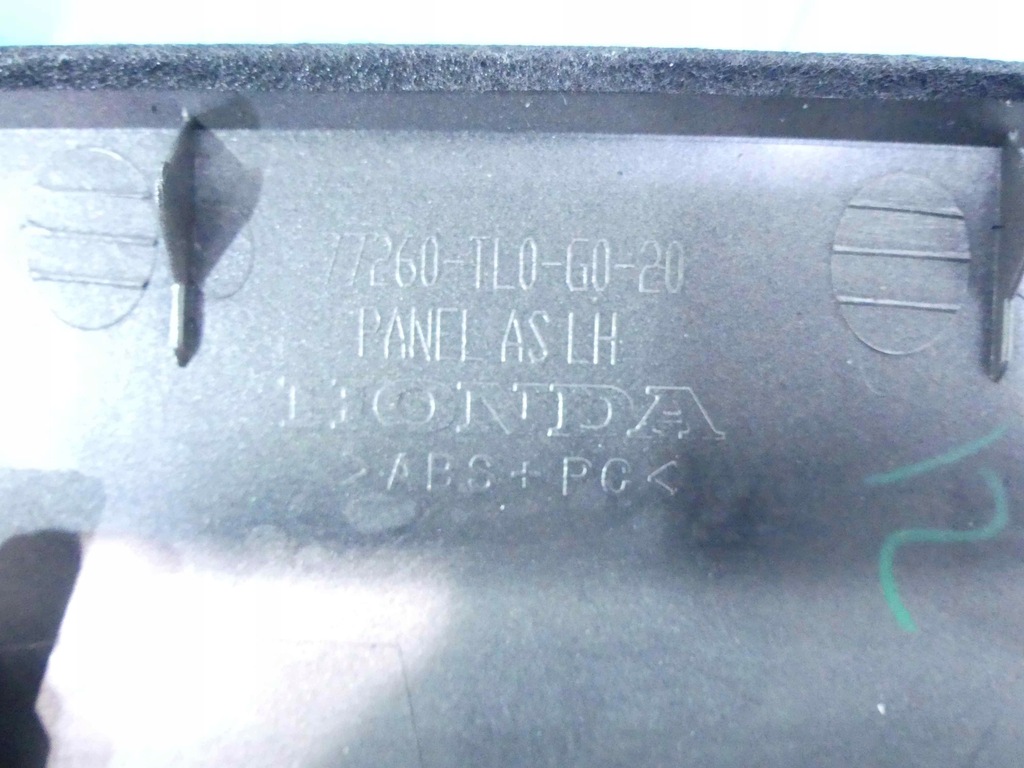 77260-TL0-G0-20
PANEL AS LH
HONDA
>ABS+PC<